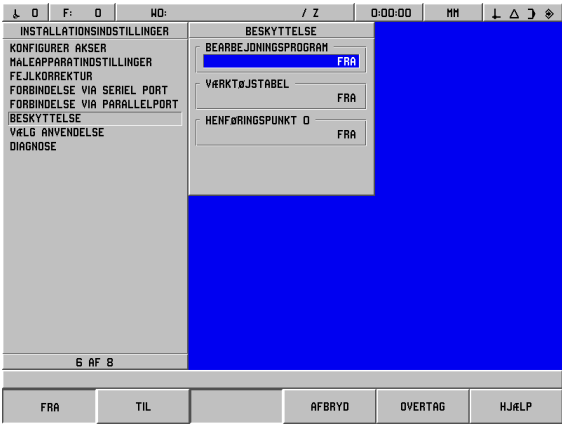 0 F: 0 WO: / Z 0:00:00 MM
INSTALLATIONSINDSTILLINGER
KONFIGURER AKSER
MaLEAPPARATINDSTILLINGER
FEJLKORREKTUR
FORBINDELSE VIA SERIEL PORT
FORBINDELSE VIA PARALLELPORT
BESKYTTELSE
VÆLG ANVENDELSE
DIAGNOSE
6 AF 8
BESKYTTELSE
BEARBEJDNINGSPROGRAM
FRA
VÆRKTØJSTABEL
FRA
HENFØRINGSPUNKT 0
FRA
FRA TIL AFBRYD OVERTAG HJÆLP